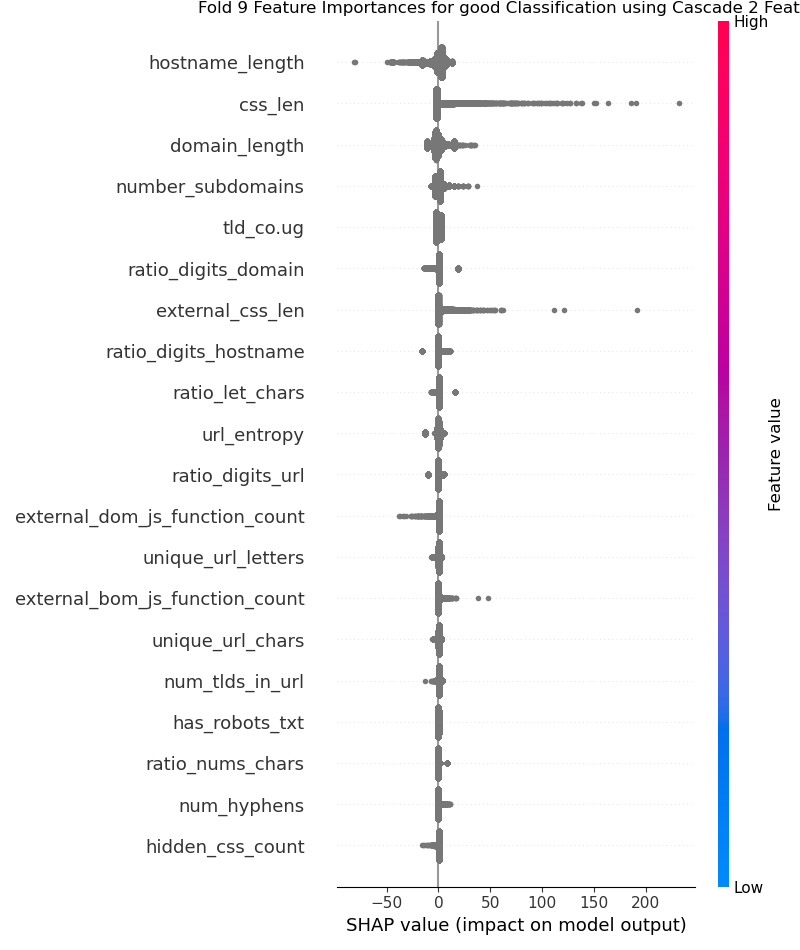 Fold 9 Feature Importances for good Classification using Cascade 2 Feat
High
hostname_length
css_len
domain_length
number_subdomains
tld_co.ug
ratio_digits_domain
external_css_len
ratio_digits_hostname
ratio_let_chars
url_entropy
ratio_digits_url
external_dom_js_function_count
unique_url_letters
external_bom_js_function_count
unique_url_chars
num_tlds_in_url
has_robots_txt
ratio_nums_chars
num_hyphens
hidden_css_count
Feature value
Low
−50 0 50 100 150 200
SHAP value (impact on model output)